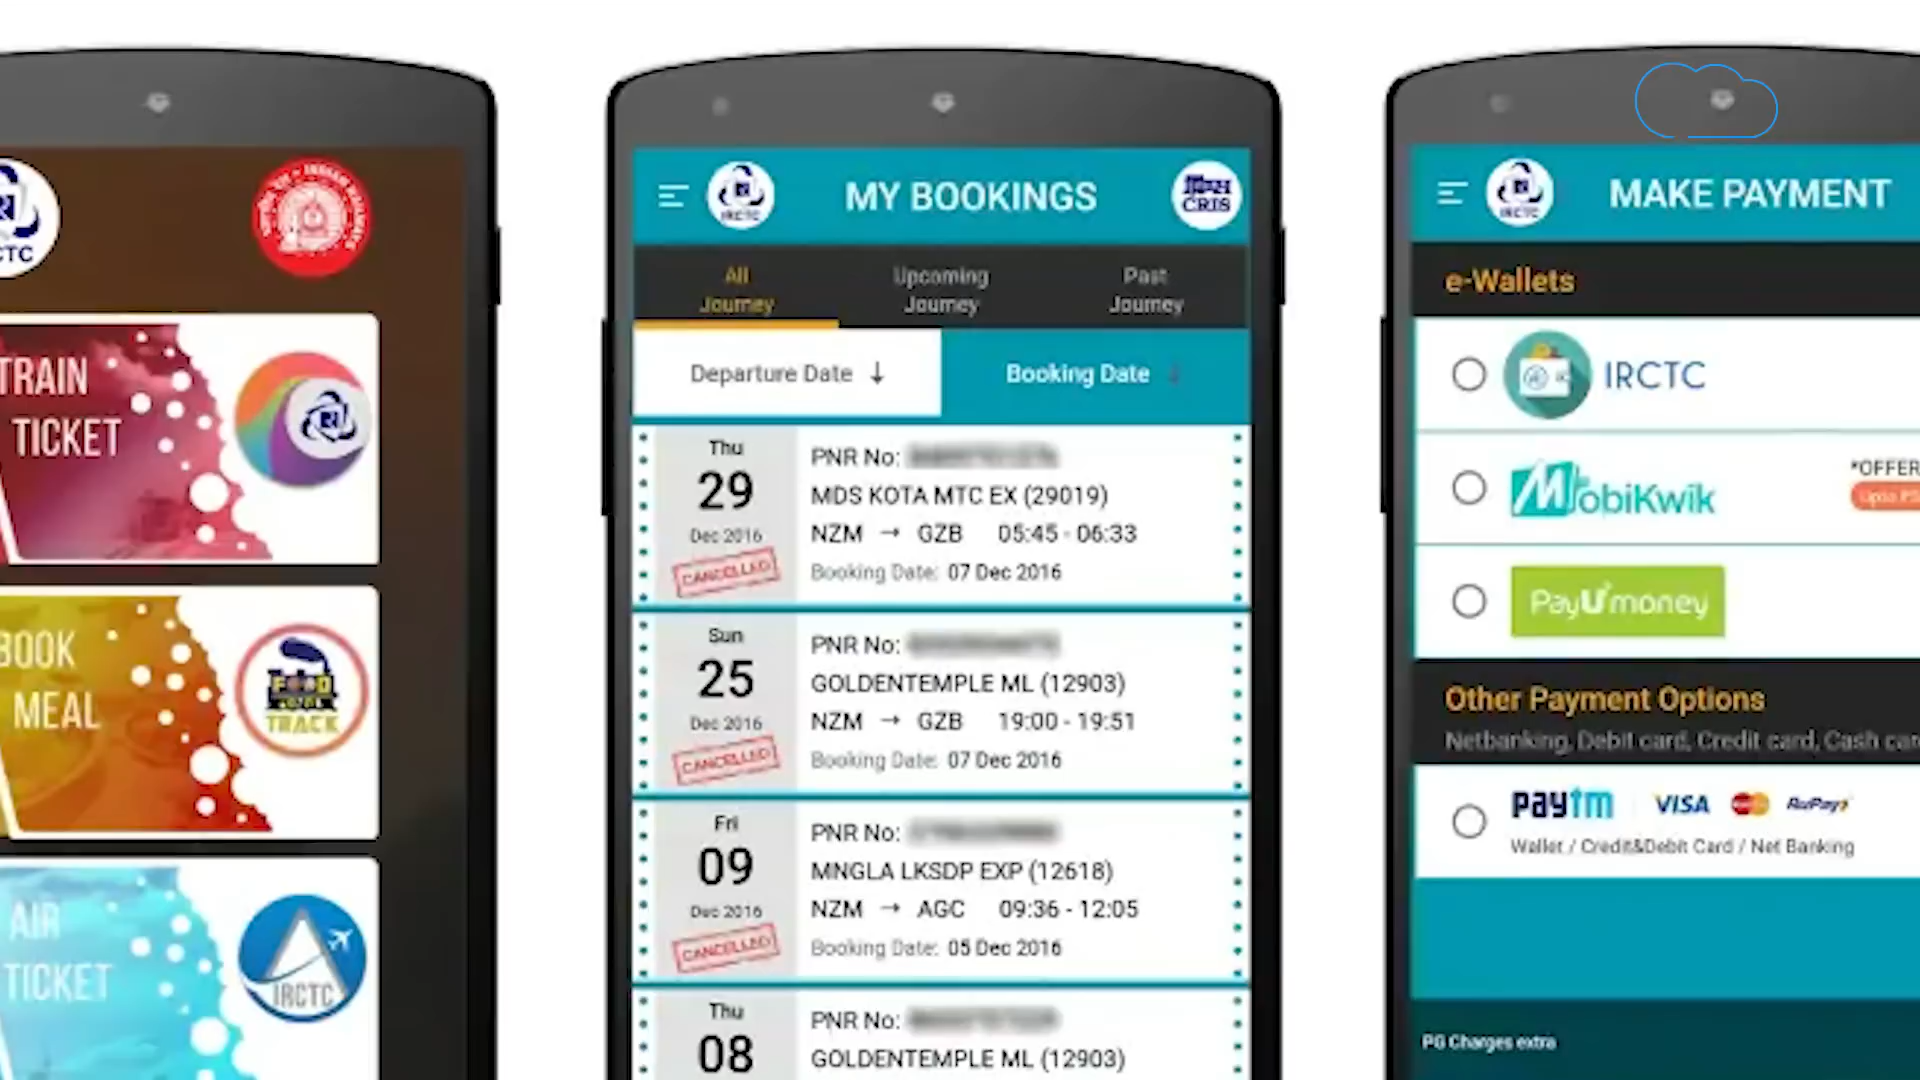 CTC
TRAIN
TICKET
BOOK
MEAL
FOOD
TRACK
AIR
TICKET
IRCTC
IRCTC
MY BOOKINGS
CRIS
All
Journey
Upcoming
Journey
Past
Journey
Departure Date ↓
Booking Date ↓
Thu
29
Dec 2016
CANCELLED
PNR No:
MDS KOTA MTC EX (29019)
NZM → GZB 05:45 - 06:33
Booking Date: 07 Dec 2016
Sun
25
Dec 2016
CANCELLED
PNR No:
GOLDENTEMPLE ML (12903)
NZM → GZB 19:00 - 19:51
Booking Date: 07 Dec 2016
Fri
09
Dec 2016
CANCELLED
PNR No:
MNGLA LKSDP EXP (12618)
NZM → AGC 09:36 - 12:05
Booking Date: 05 Dec 2016
Thu
08
PNR No:
GOLDENTEMPLE ML (12903)
IRCTC
MAKE PAYMENT
e-Wallets
IRCTC
MobiKwik
*OFFER
PayUmoney
Other Payment Options
Netbanking, Debit card, Credit card, Cash car
paytm VISA RuPay
Wallet / Credit&Debit Card / Net Banking
PG Charges extra